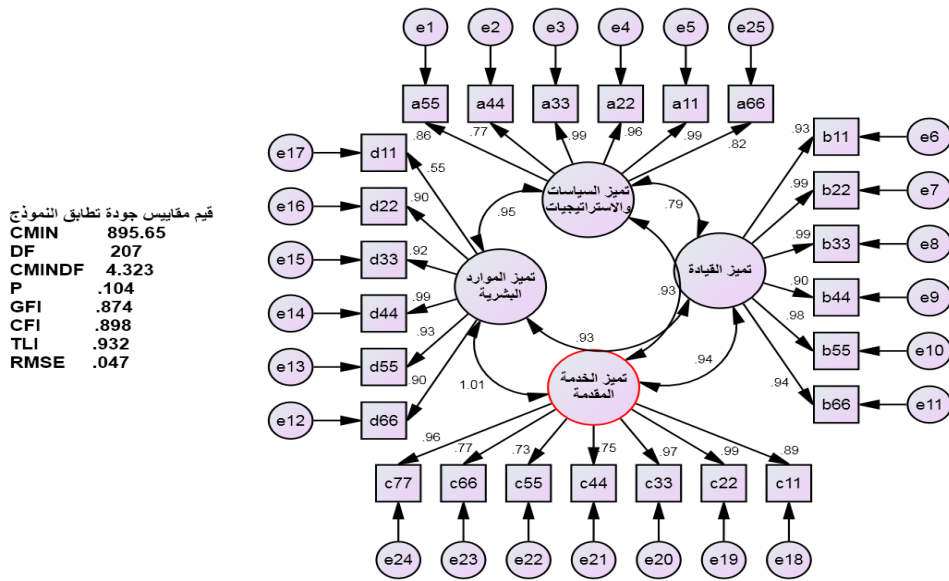 e1 e2 e3 e4 e5 e25
a55 a44 a33 a22 a11 a66
.86 .77 .99 .96 .99 .82
e17 d11 .55
e16 d22 .90
e15 d33 .92
e14 d44 .99
e13 d55 .93
e12 d66 .90
قيم مقاييس جودة تطابق النموذج
CMIN 895.65
DF 207
CMINDF 4.323
P .104
GFI .874
CFI .898
TLI .932
RMSE .047
تميز السياسات
والاستراتيجيات
.95 .79
تميز الموارد
البشرية
تميز القيادة
.93
.93
.94
1.01
تميز الخدمة
المقدمة
.93 b11 e6
.99 b22 e7
.99 b33 e8
.90 b44 e9
.98 b55 e10
.94 b66 e11
.96 .77 .73 .75 .97 .99 .89
c77 c66 c55 c44 c33 c22 c11
e24 e23 e22 e21 e20 e19 e18